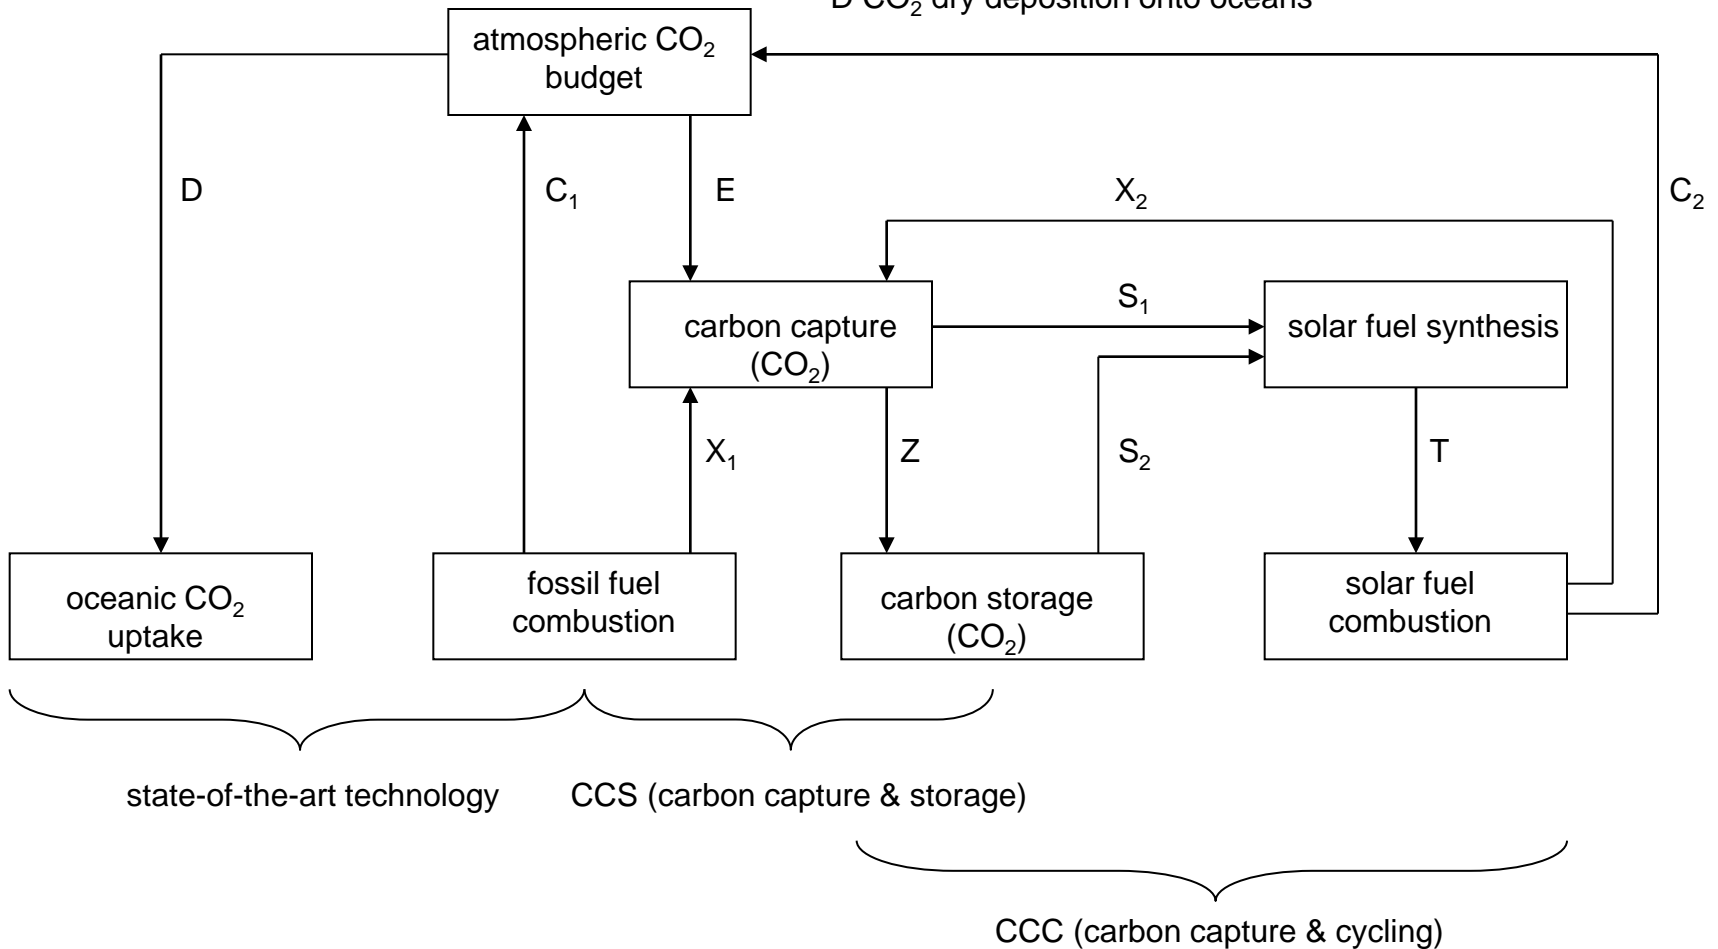 D CO₂ dry deposition onto oceans
atmospheric CO₂
budget
D
C₁
E
X₂
C₂
carbon capture
(CO₂)
S₁
solar fuel synthesis
X₁
Z
S₂
T
oceanic CO₂
uptake
fossil fuel
combustion
carbon storage
(CO₂)
solar fuel
combustion
state-of-the-art technology
CCS (carbon capture & storage)
CCC (carbon capture & cycling)